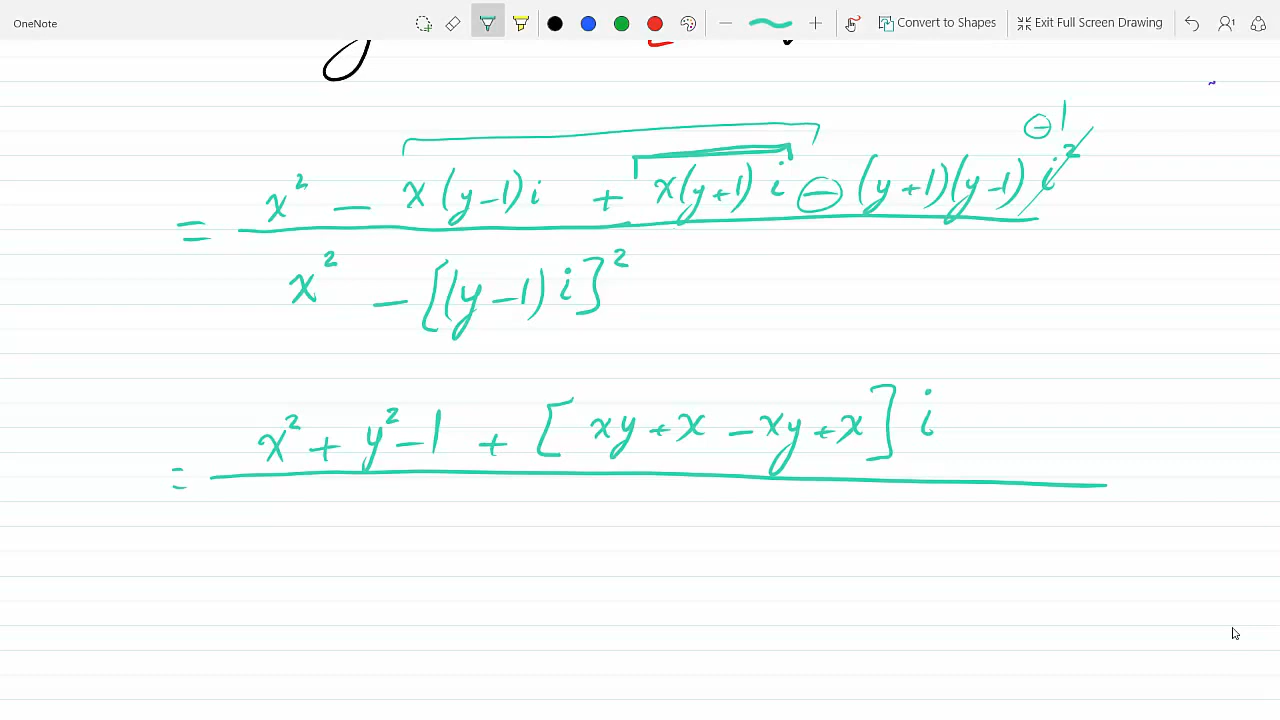 OneNote
Convert to Shapes Exit Full Screen Drawing
⊖ 1
= x² - x(y-1)i + x(y+1)i ⊖ (y+1)(y-1) i²
x² - [(y-1)i]²
= x² + y² - 1 + [xy + x - xy + x] i